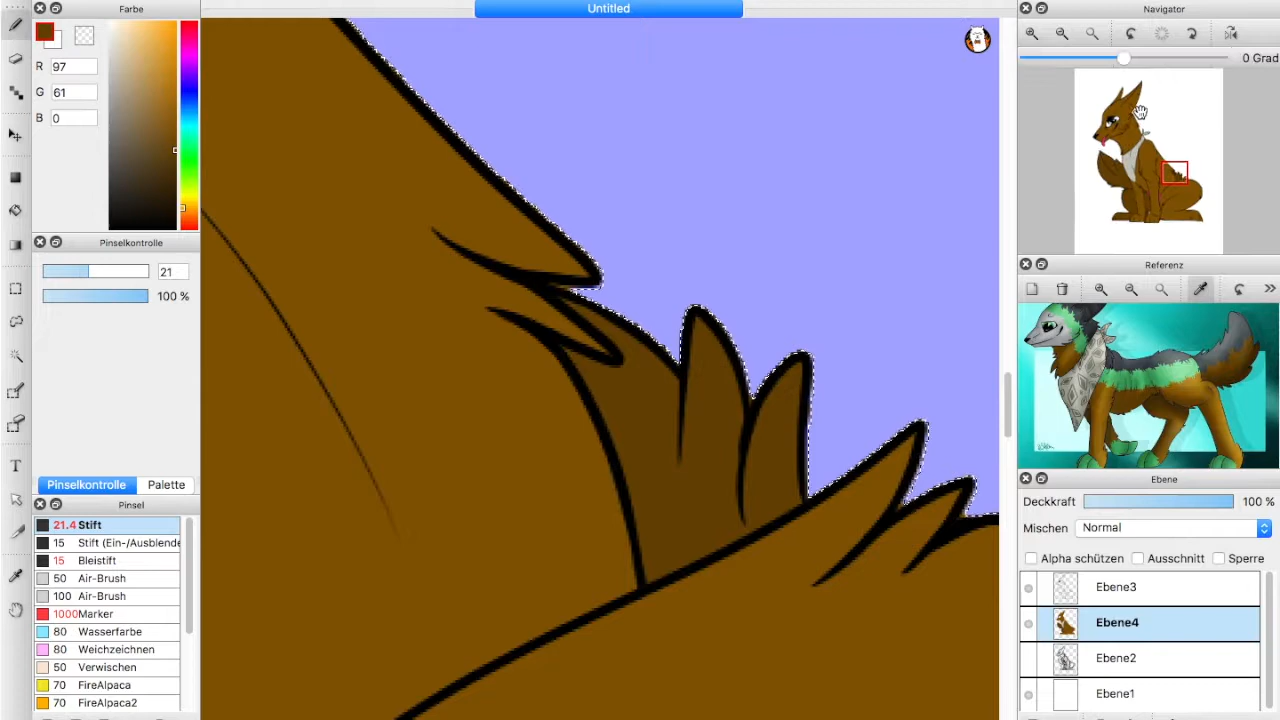 Farbe
Untitled
Navigator
R 97
G 61
B 0
0 Grad
Pinselkontrolle
21
100 %
Referenz
Pinselkontrolle
Palette
Pinsel
21.4 Stift
15 Stift (Ein-/Ausblende
15 Bleistift
50 Air-Brush
100 Air-Brush
1000 Marker
80 Wasserfarbe
80 Weichzeichnen
50 Verwischen
70 FireAlpaca
70 FireAlpaca2
T
Ebene
Deckkraft 100 %
Mischen Normal
Alpha schützen Ausschnitt Sperre
Ebene3
Ebene4
Ebene2
Ebene1